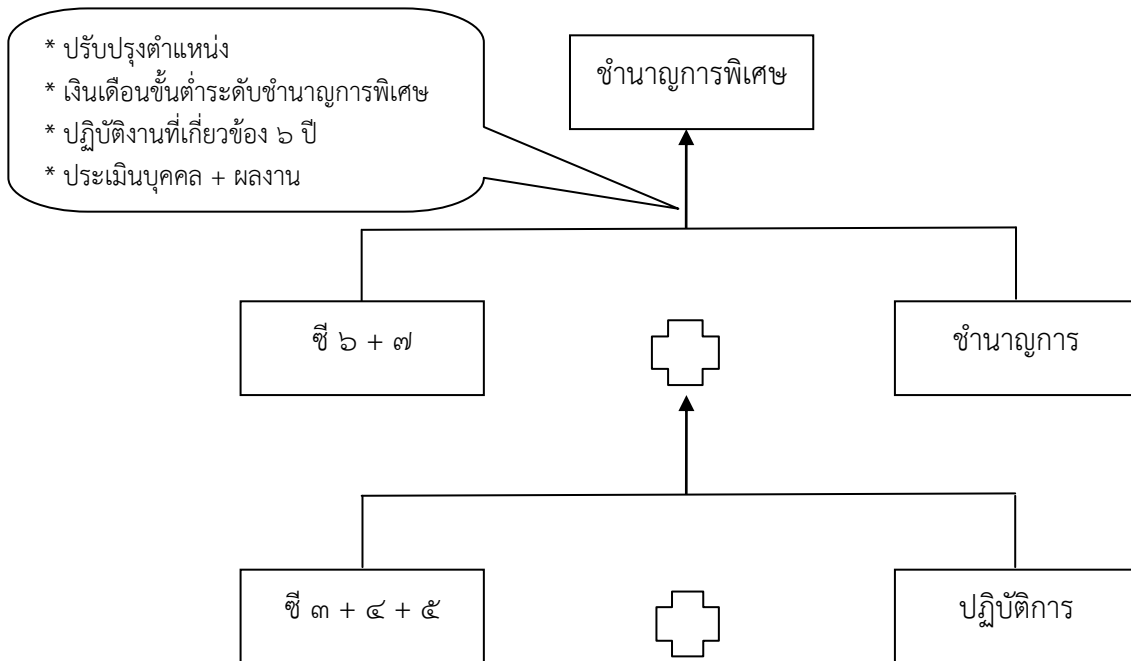 * ปรับปรุงตำแหน่ง
* เงินเดือนขั้นต่ำระดับชำนาญการพิเศษ
* ปฏิบัติงานที่เกี่ยวข้อง ๖ ปี
* ประเมินบุคคล + ผลงาน
ชำนาญการพิเศษ
ซี ๖ + ๗
ชำนาญการ
ซี ๓ + ๔ + ๕
ปฏิบัติการ